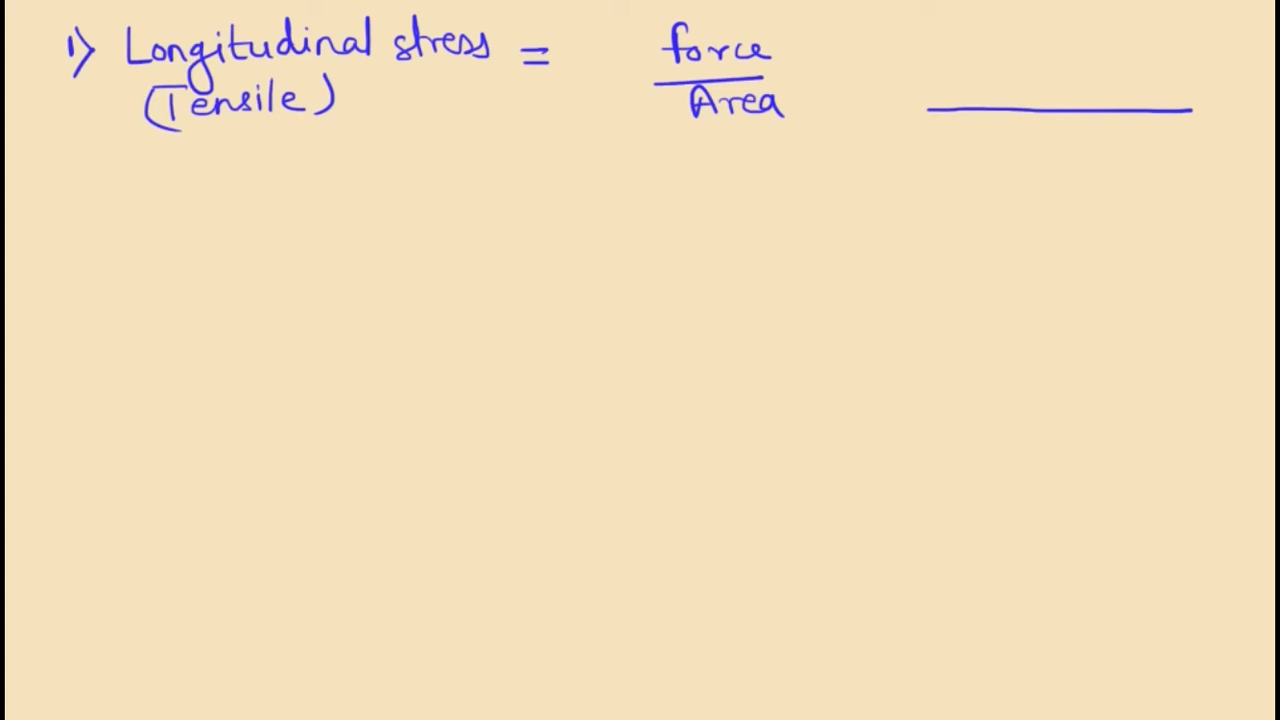 1) Longitudinal stress = force
(Tensile) Area